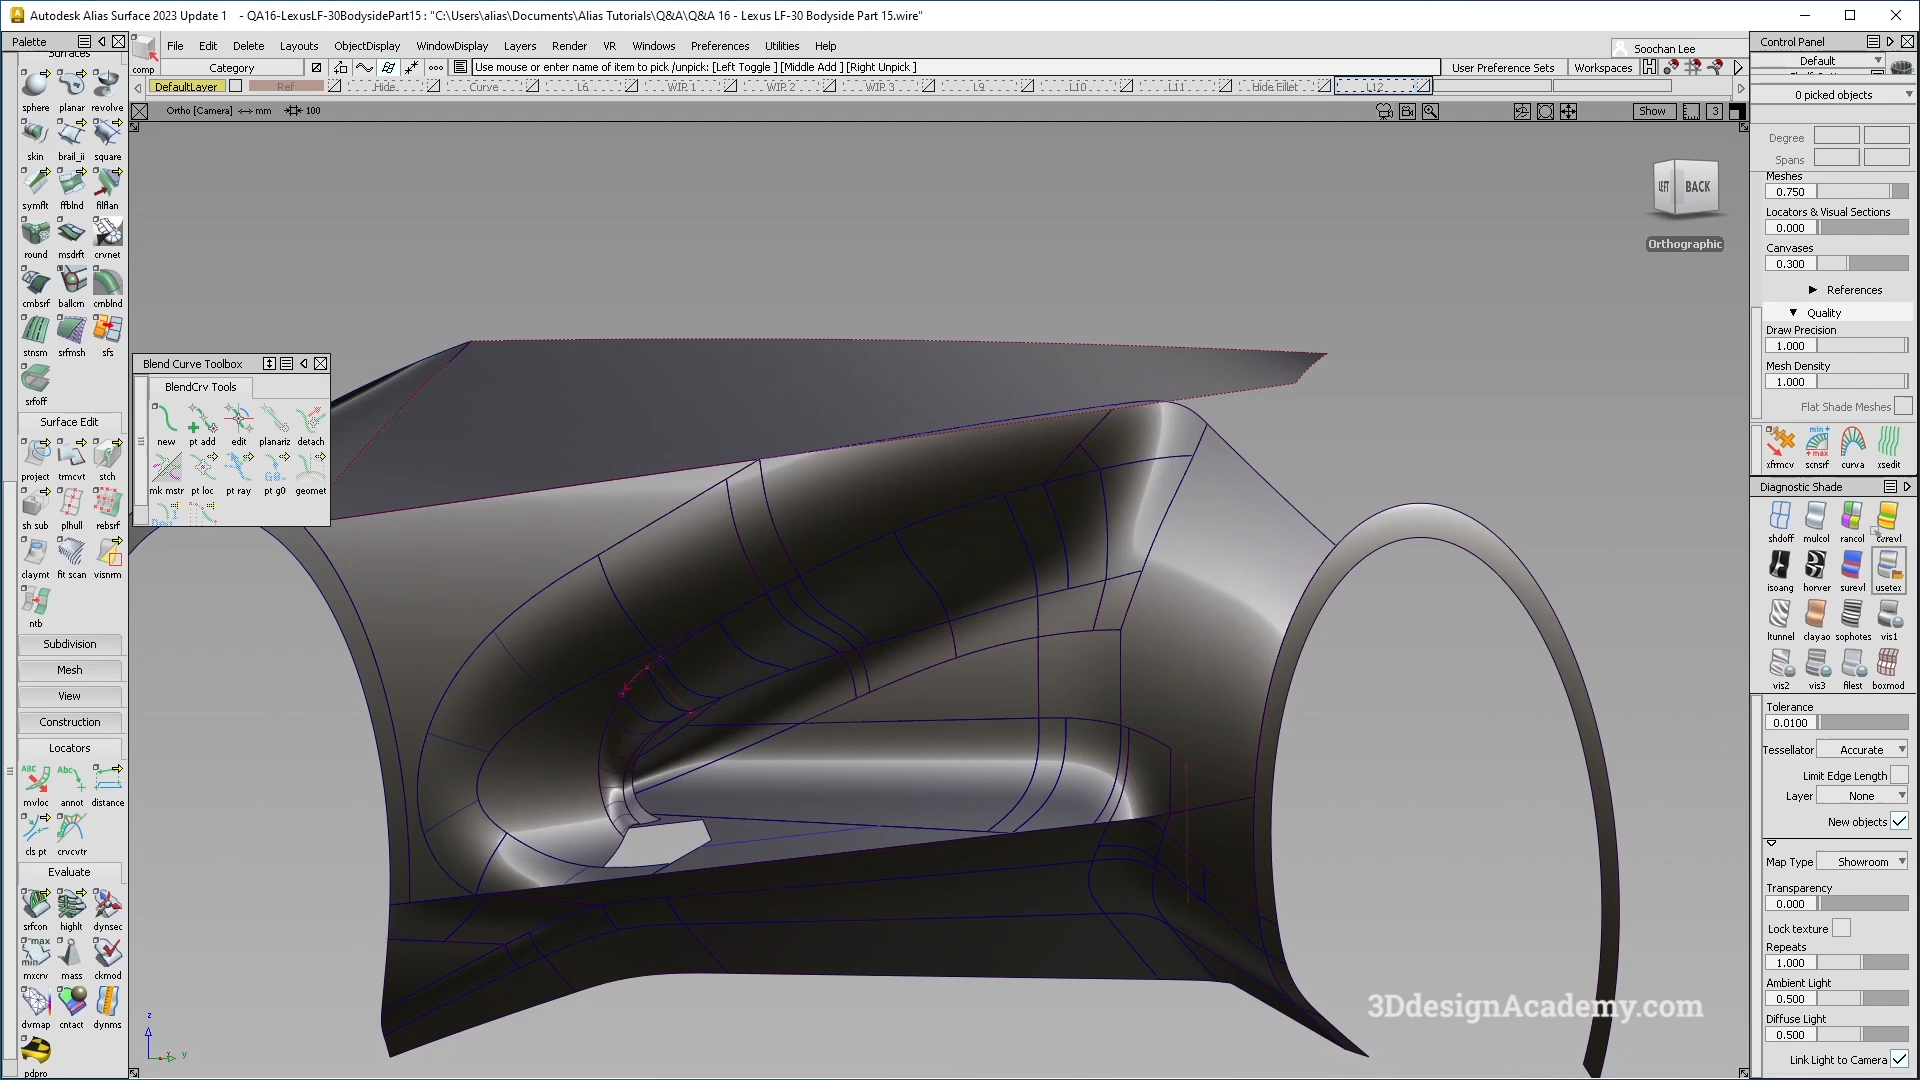 Autodesk Alias Surface 2023 Update 1 - QA16-LexusLF-30BodysidePart15 : "C:\Users\alias\Documents\Alias Tutorials\Q&A\Q&A 16 - Lexus LF-30 Bodyside Part 15.wire"
Palette
File Edit Delete Layouts ObjectDisplay WindowDisplay Layers Render VR Windows Preferences Utilities Help
Soochan Lee
comp Category
Use mouse or enter name of item to pick /unpick: [Left Toggle ] [Middle Add ] [Right Unpick ]
User Preference Sets Workspaces
DefaultLayer Ref Hide Curve L6 WIP 1 WIP 2 WIP 3 L9 L10 L11 Hide Fillet L12
Ortho [Camera] mm 100
Show 3
Surfaces
sphere planar revolve
skin brail_ii square
symflt ffblnd filflan
round msdrft crvnet
cmbsrf ballcrn cmblnd
stnsm srfmsh sfs
srfoff
Surface Edit
project trmcvt stch
sh sub plhull rebsrf
claymt fit scan visnrm
ntb
Subdivision
Mesh
View
Construction
Locators
mvloc annot distance
cls pt crvcvtr
Evaluate
srfcon highlt dynsec
mxcrv mass ckmod
dvmap cntact dynms
pdpro
Blend Curve Toolbox
BlendCrv Tools
new pt add edit planariz detach
mk mstr pt loc pt ray pt g0 geomet
LEFT BACK
Orthographic
z
y
3DdesignAcademy.com
Control Panel
Default
0 picked objects
Degree
Spans
Meshes
0.750
Locators & Visual Sections
0.000
Canvases
0.300
References
Quality
Draw Precision
1.000
Mesh Density
1.000
Flat Shade Meshes
xfrmcv scnsrf curva xsedit
Diagnostic Shade
shdoff mulcol rancol
isoang horver surevl usetex
ltunnel clayao sophotes vis1
vis2 vis3 filest boxmod
Tolerance
0.0100
Tessellator Accurate
Limit Edge Length
Layer None
New objects
Map Type Showroom
Transparency
0.000
Lock texture
Repeats
1.000
Ambient Light
0.500
Diffuse Light
0.500
Link Light to Camera